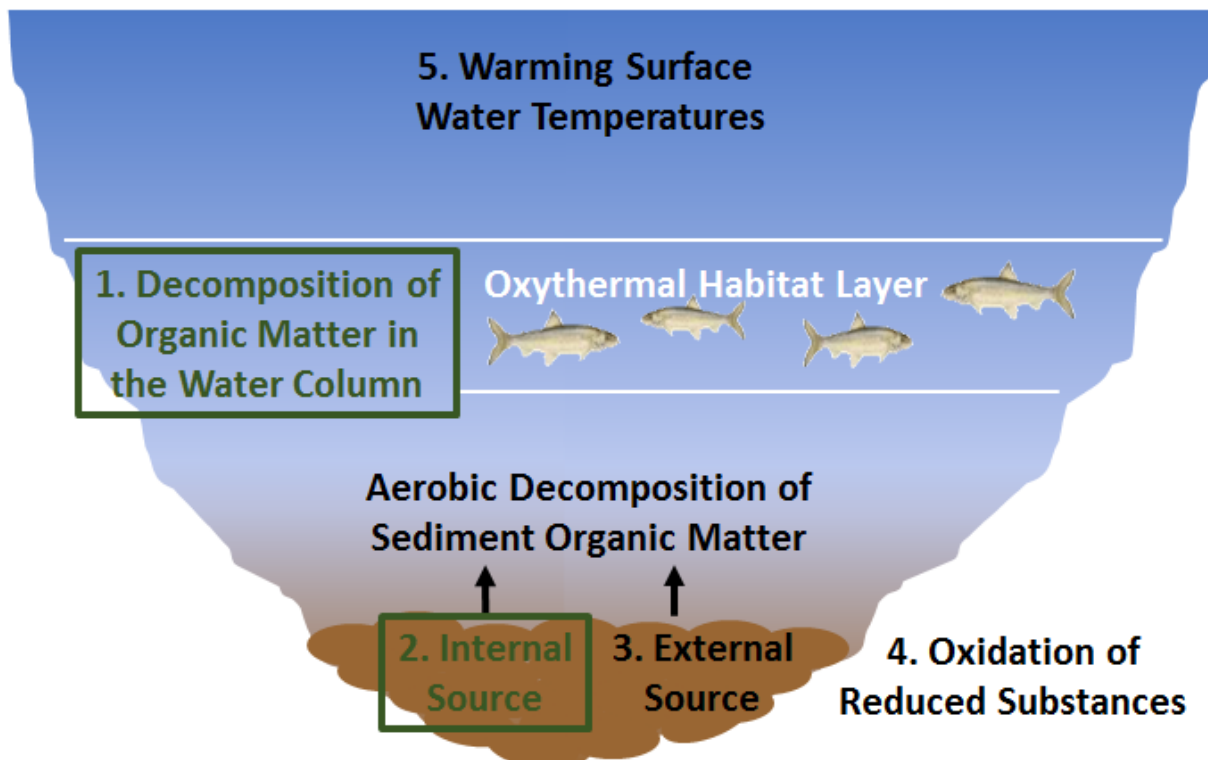 5. Warming Surface
Water Temperatures
1. Decomposition of
Organic Matter in
the Water Column
Oxythermal Habitat Layer
Aerobic Decomposition of
Sediment Organic Matter
2. Internal
Source
3. External
Source
4. Oxidation of
Reduced Substances